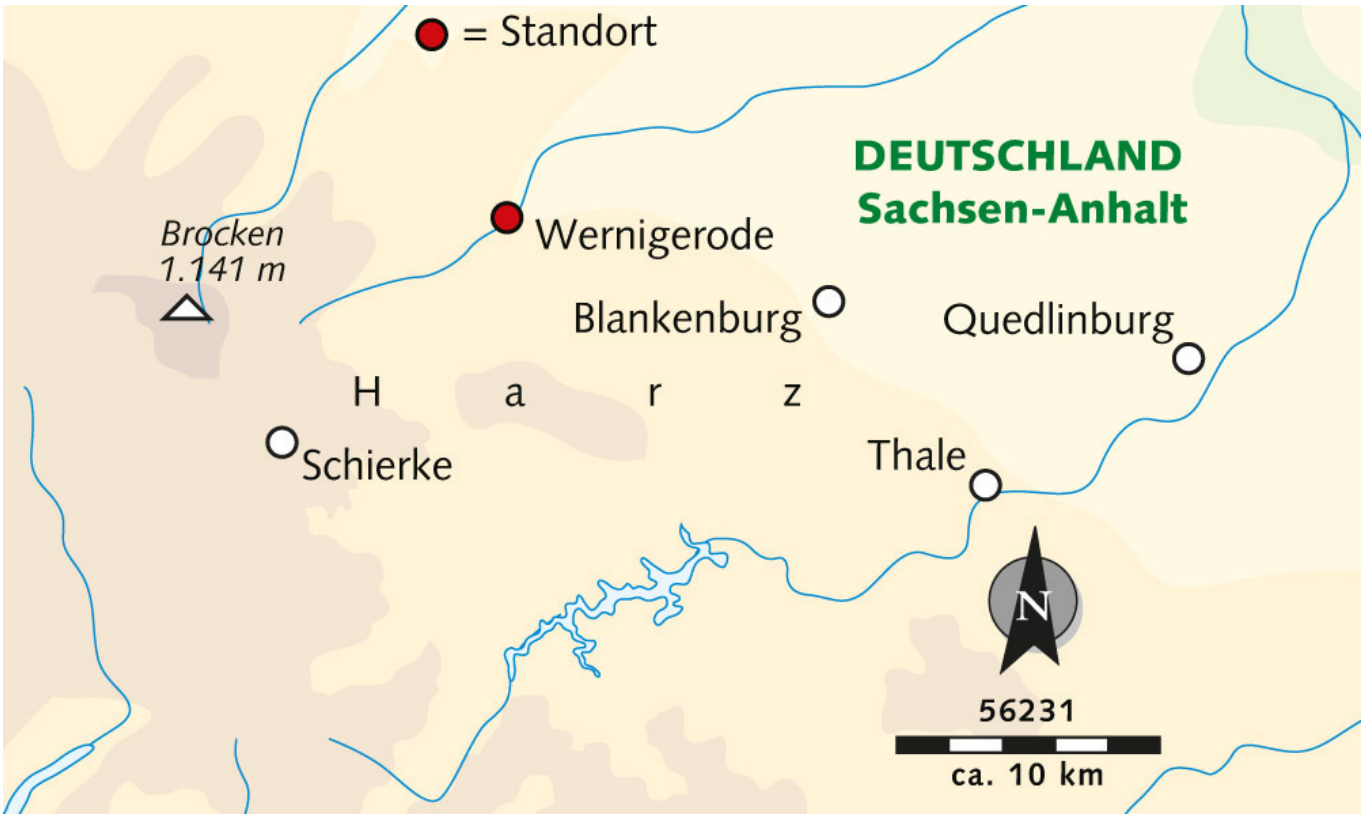 = Standort
DEUTSCHLAND
Sachsen-Anhalt
Brocken
1.141 m
Wernigerode
Blankenburg
Quedlinburg
H a r z
Schierke
Thale
N
56231
ca. 10 km